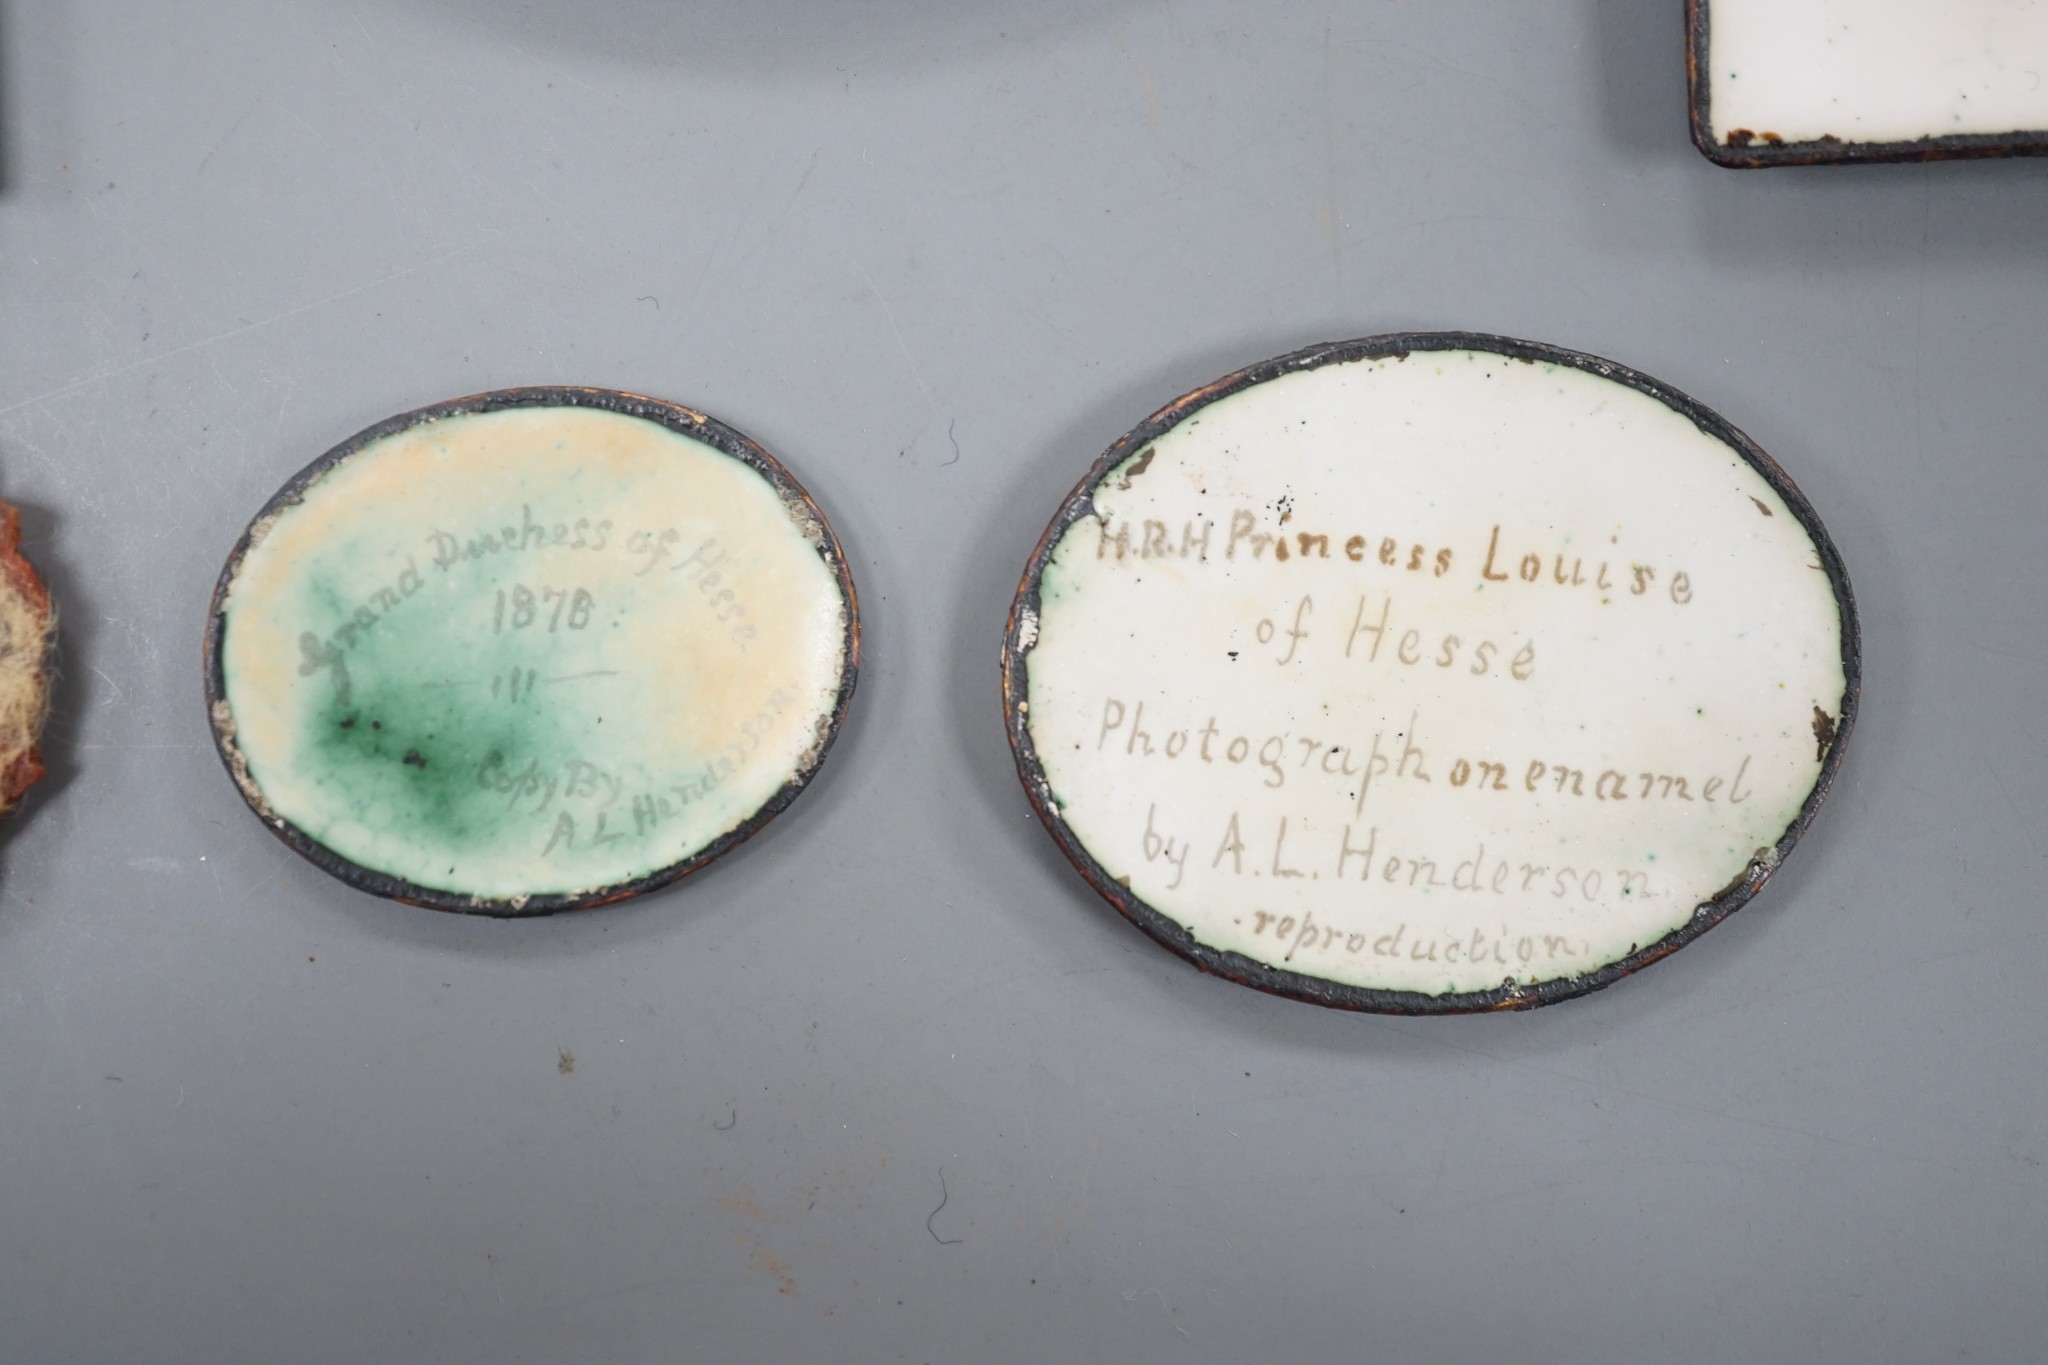 Grand Duchess of Hesse
1878
Copy By
A L Henderson.
H.R.H Princess Louise
of Hesse
Photograph on enamel
by A.L. Henderson.
reproduction.